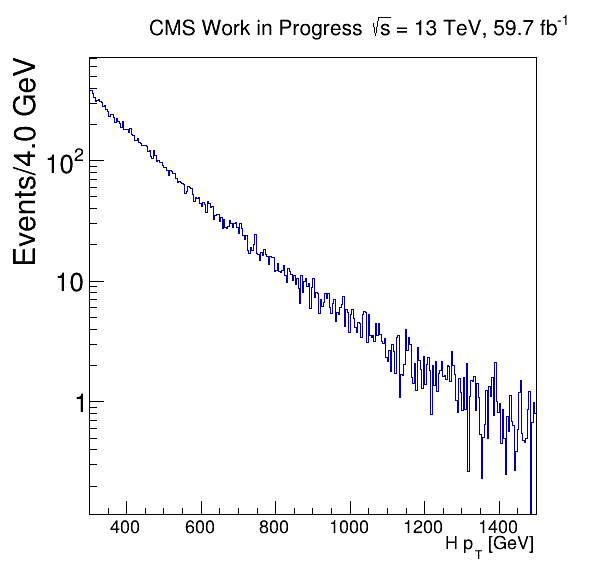 CMS Work in Progress √s = 13 TeV, 59.7 fb⁻¹
Events/4.0 GeV
10²
10
1
400 600 800 1000 1200 1400
H p_T [GeV]